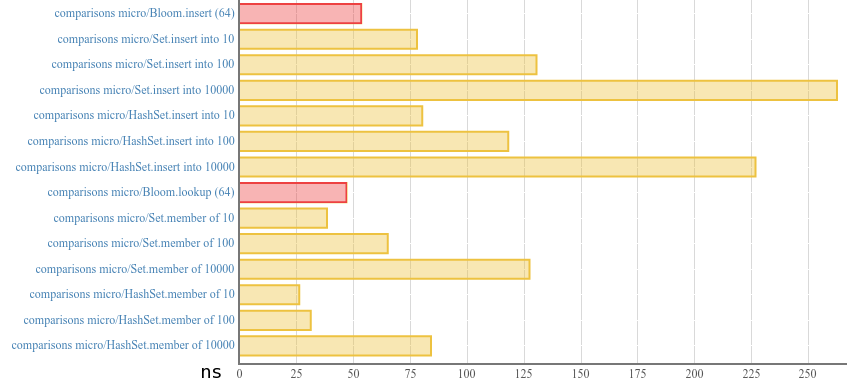 comparisons micro/Bloom.insert (64)
comparisons micro/Set.insert into 10
comparisons micro/Set.insert into 100
comparisons micro/Set.insert into 10000
comparisons micro/HashSet.insert into 10
comparisons micro/HashSet.insert into 100
comparisons micro/HashSet.insert into 10000
comparisons micro/Bloom.lookup (64)
comparisons micro/Set.member of 10
comparisons micro/Set.member of 100
comparisons micro/Set.member of 10000
comparisons micro/HashSet.member of 10
comparisons micro/HashSet.member of 100
comparisons micro/HashSet.member of 10000
ns 0 25 50 75 100 125 150 175 200 225 250